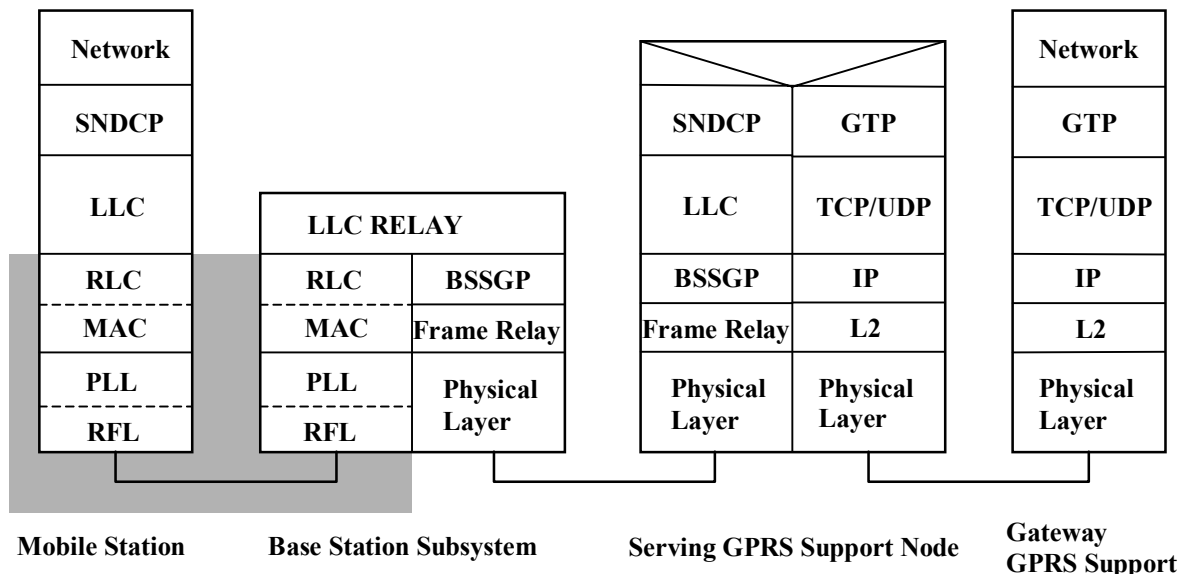 Network
SNDCP
LLC
RLC
MAC
PLL
RFL
LLC RELAY
RLC
MAC
PLL
RFL
BSSGP
Frame Relay
Physical
Layer
SNDCP
LLC
BSSGP
Frame Relay
Physical
Layer
GTP
TCP/UDP
IP
L2
Physical
Layer
Network
GTP
TCP/UDP
IP
L2
Physical
Layer
Mobile Station
Base Station Subsystem
Serving GPRS Support Node
Gateway
GPRS Support